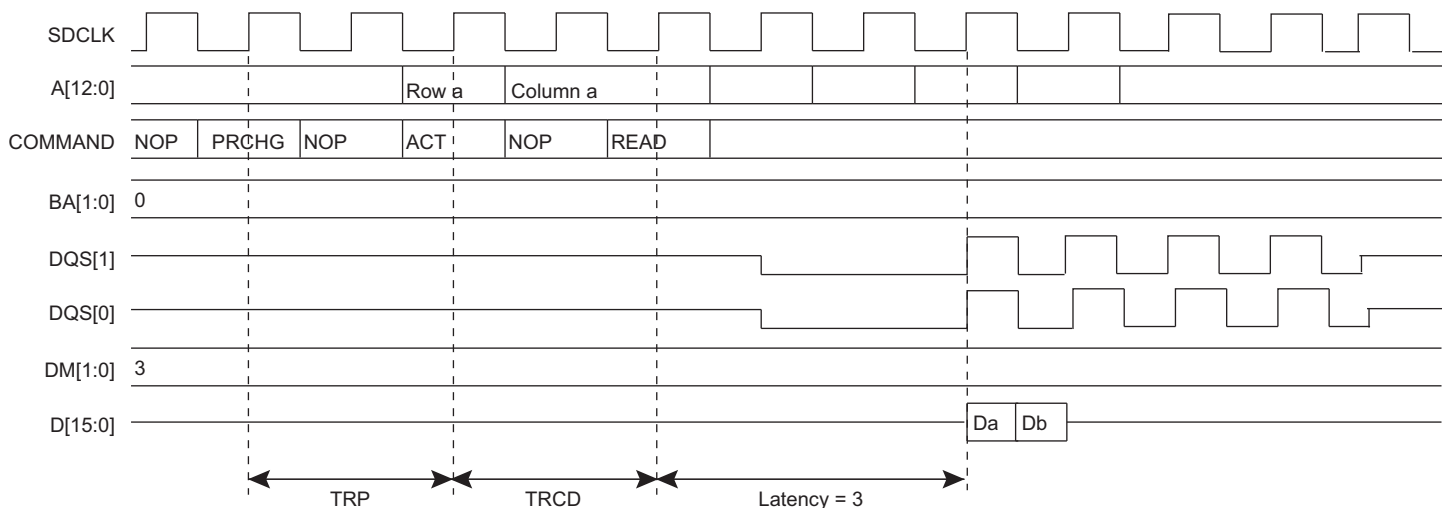 SDCLK
A[12:0] Row a Column a
COMMAND NOP PRCHG NOP ACT NOP READ
BA[1:0] 0
DQS[1]
DQS[0]
DM[1:0] 3
D[15:0] Da Db
TRP TRCD Latency = 3